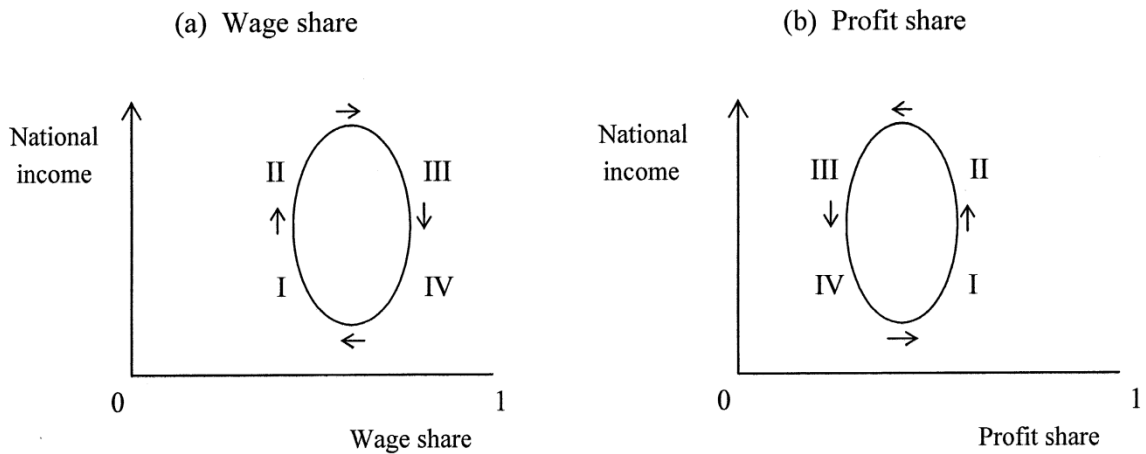 (a) Wage share
National
income
II
III
I
IV
0
1
Wage share
(b) Profit share
National
income
III
II
IV
I
0
1
Profit share